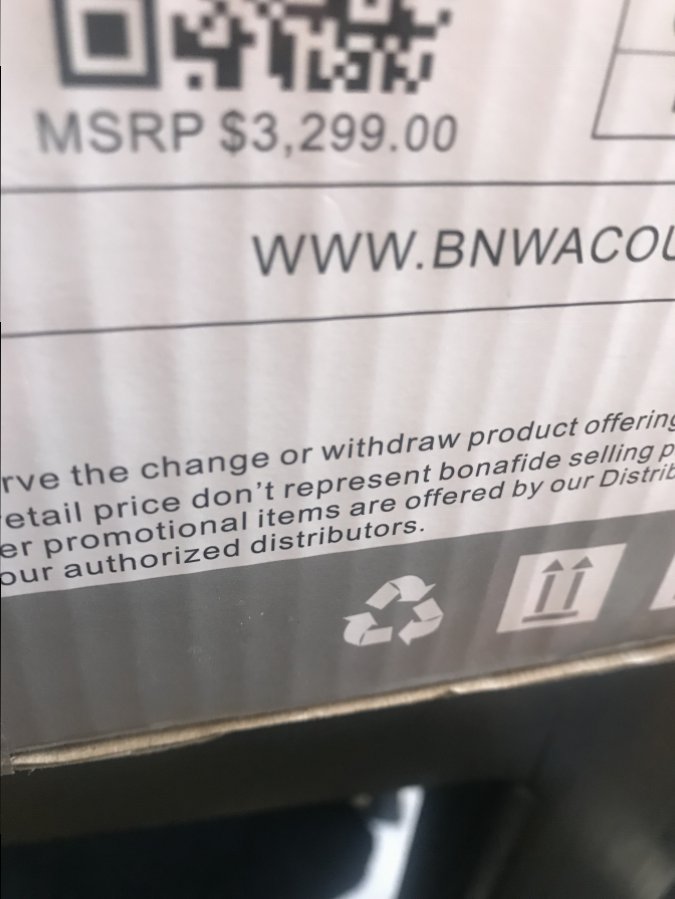 MSRP $3,299.00
WWW.BNWACOU
rve the change or withdraw product offering
etail price don't represent bonafide selling p
er promotional items are offered by our Distrib
our authorized distributors.